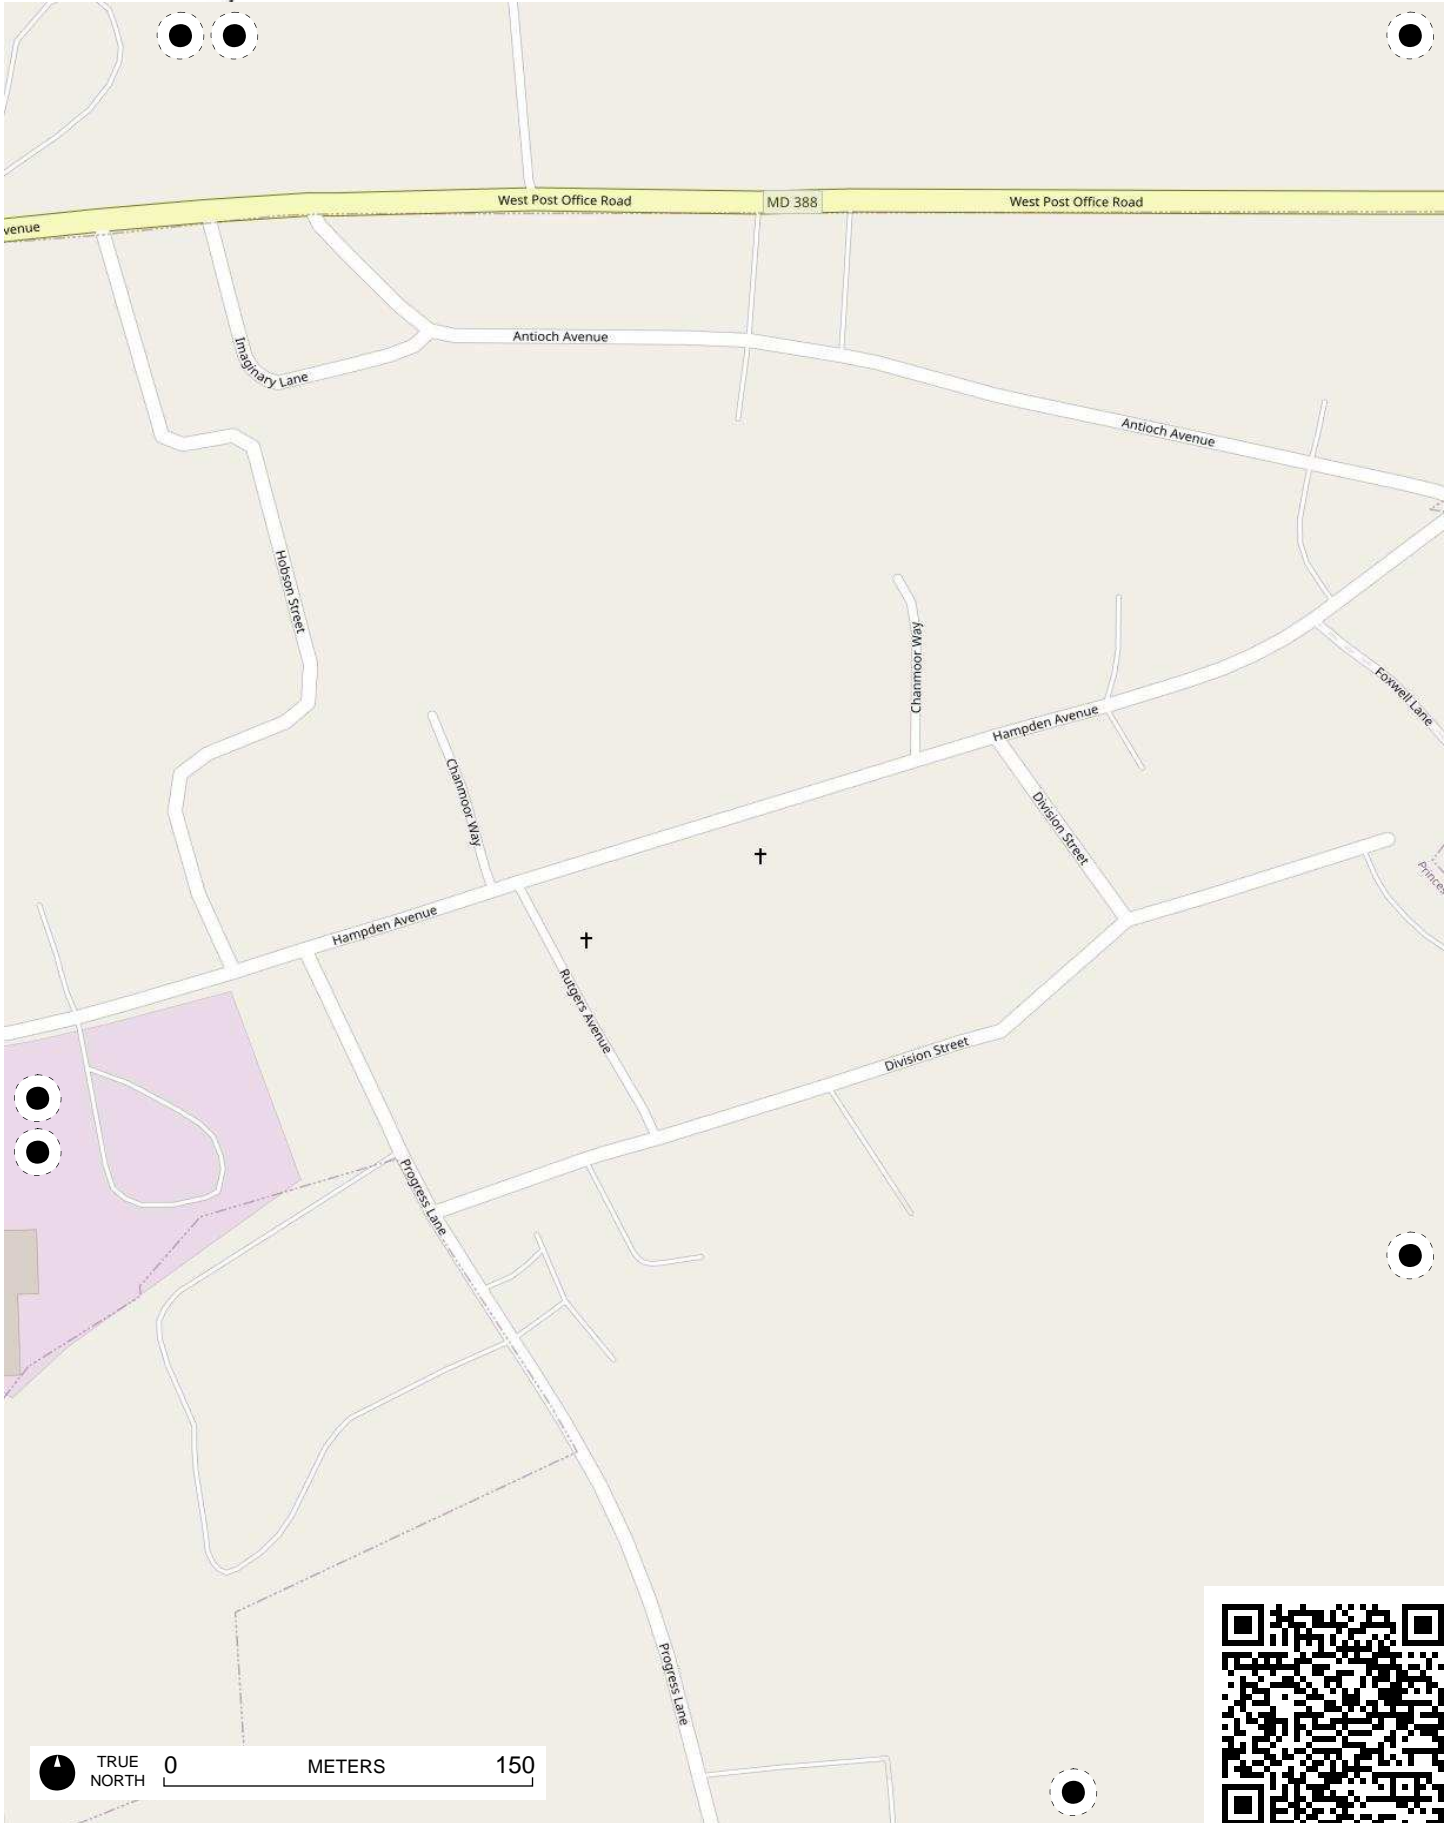 West Post Office Road
MD 388
West Post Office Road
venue
Antioch Avenue
Imaginary Lane
Antioch Avenue
Hobson Street
Chanmoor Way
Foxwell Lane
Hampden Avenue
Chanmoor Way
Division Street
Princes
Hampden Avenue
Rutgers Avenue
Division Street
Progress Lane
Progress Lane
TRUE NORTH
0 METERS 150